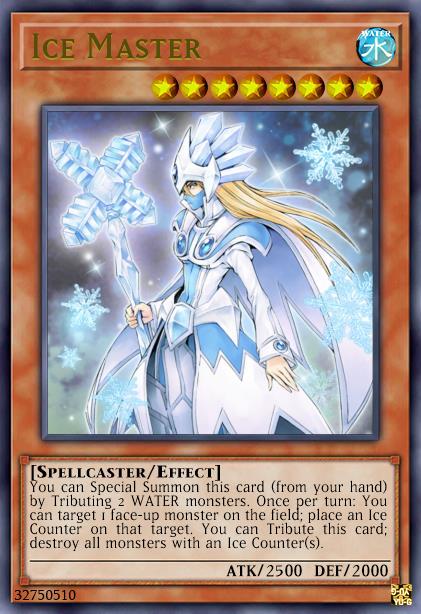 Ice Master
WATER
水
[Spellcaster/Effect]
You can Special Summon this card (from your hand)
by Tributing 2 WATER monsters. Once per turn: You
can target 1 face-up monster on the field; place an Ice
Counter on that target. You can Tribute this card;
destroy all monsters with an Ice Counter(s).
ATK/2500 DEF/2000
32750510